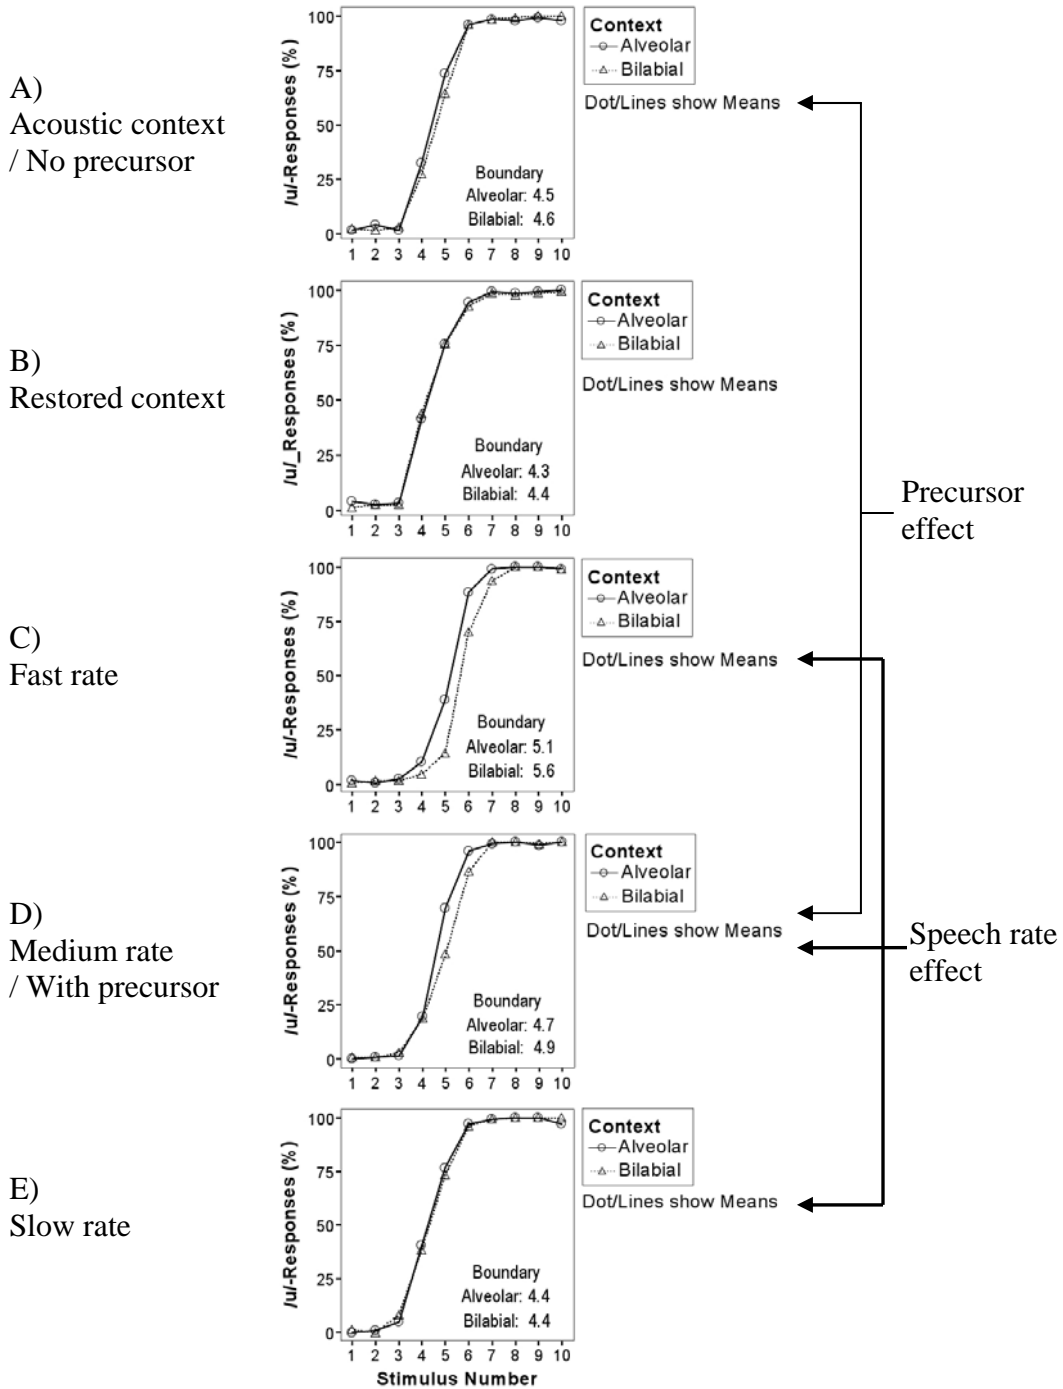 A)
Acoustic context
/ No precursor
/u/-Responses (%)
100
75
50
25
0
1 2 3 4 5 6 7 8 9 10
Boundary
Alveolar: 4.5
Bilabial: 4.6
Context
Alveolar
Bilabial
Dot/Lines show Means
B)
Restored context
/u/_Responses (%)
100
75
50
25
0
1 2 3 4 5 6 7 8 9 10
Boundary
Alveolar: 4.3
Bilabial: 4.4
Context
Alveolar
Bilabial
Dot/Lines show Means
Precursor
effect
C)
Fast rate
/u/-Responses (%)
100
75
50
25
0
1 2 3 4 5 6 7 8 9 10
Boundary
Alveolar: 5.1
Bilabial: 5.6
Context
Alveolar
Bilabial
Dot/Lines show Means
D)
Medium rate
/ With precursor
/u/-Responses (%)
100
75
50
25
0
1 2 3 4 5 6 7 8 9 10
Boundary
Alveolar: 4.7
Bilabial: 4.9
Context
Alveolar
Bilabial
Dot/Lines show Means
Speech rate
effect
E)
Slow rate
/u/-Responses (%)
100
75
50
25
0
1 2 3 4 5 6 7 8 9 10
Boundary
Alveolar: 4.4
Bilabial: 4.4
Context
Alveolar
Bilabial
Dot/Lines show Means
Stimulus Number